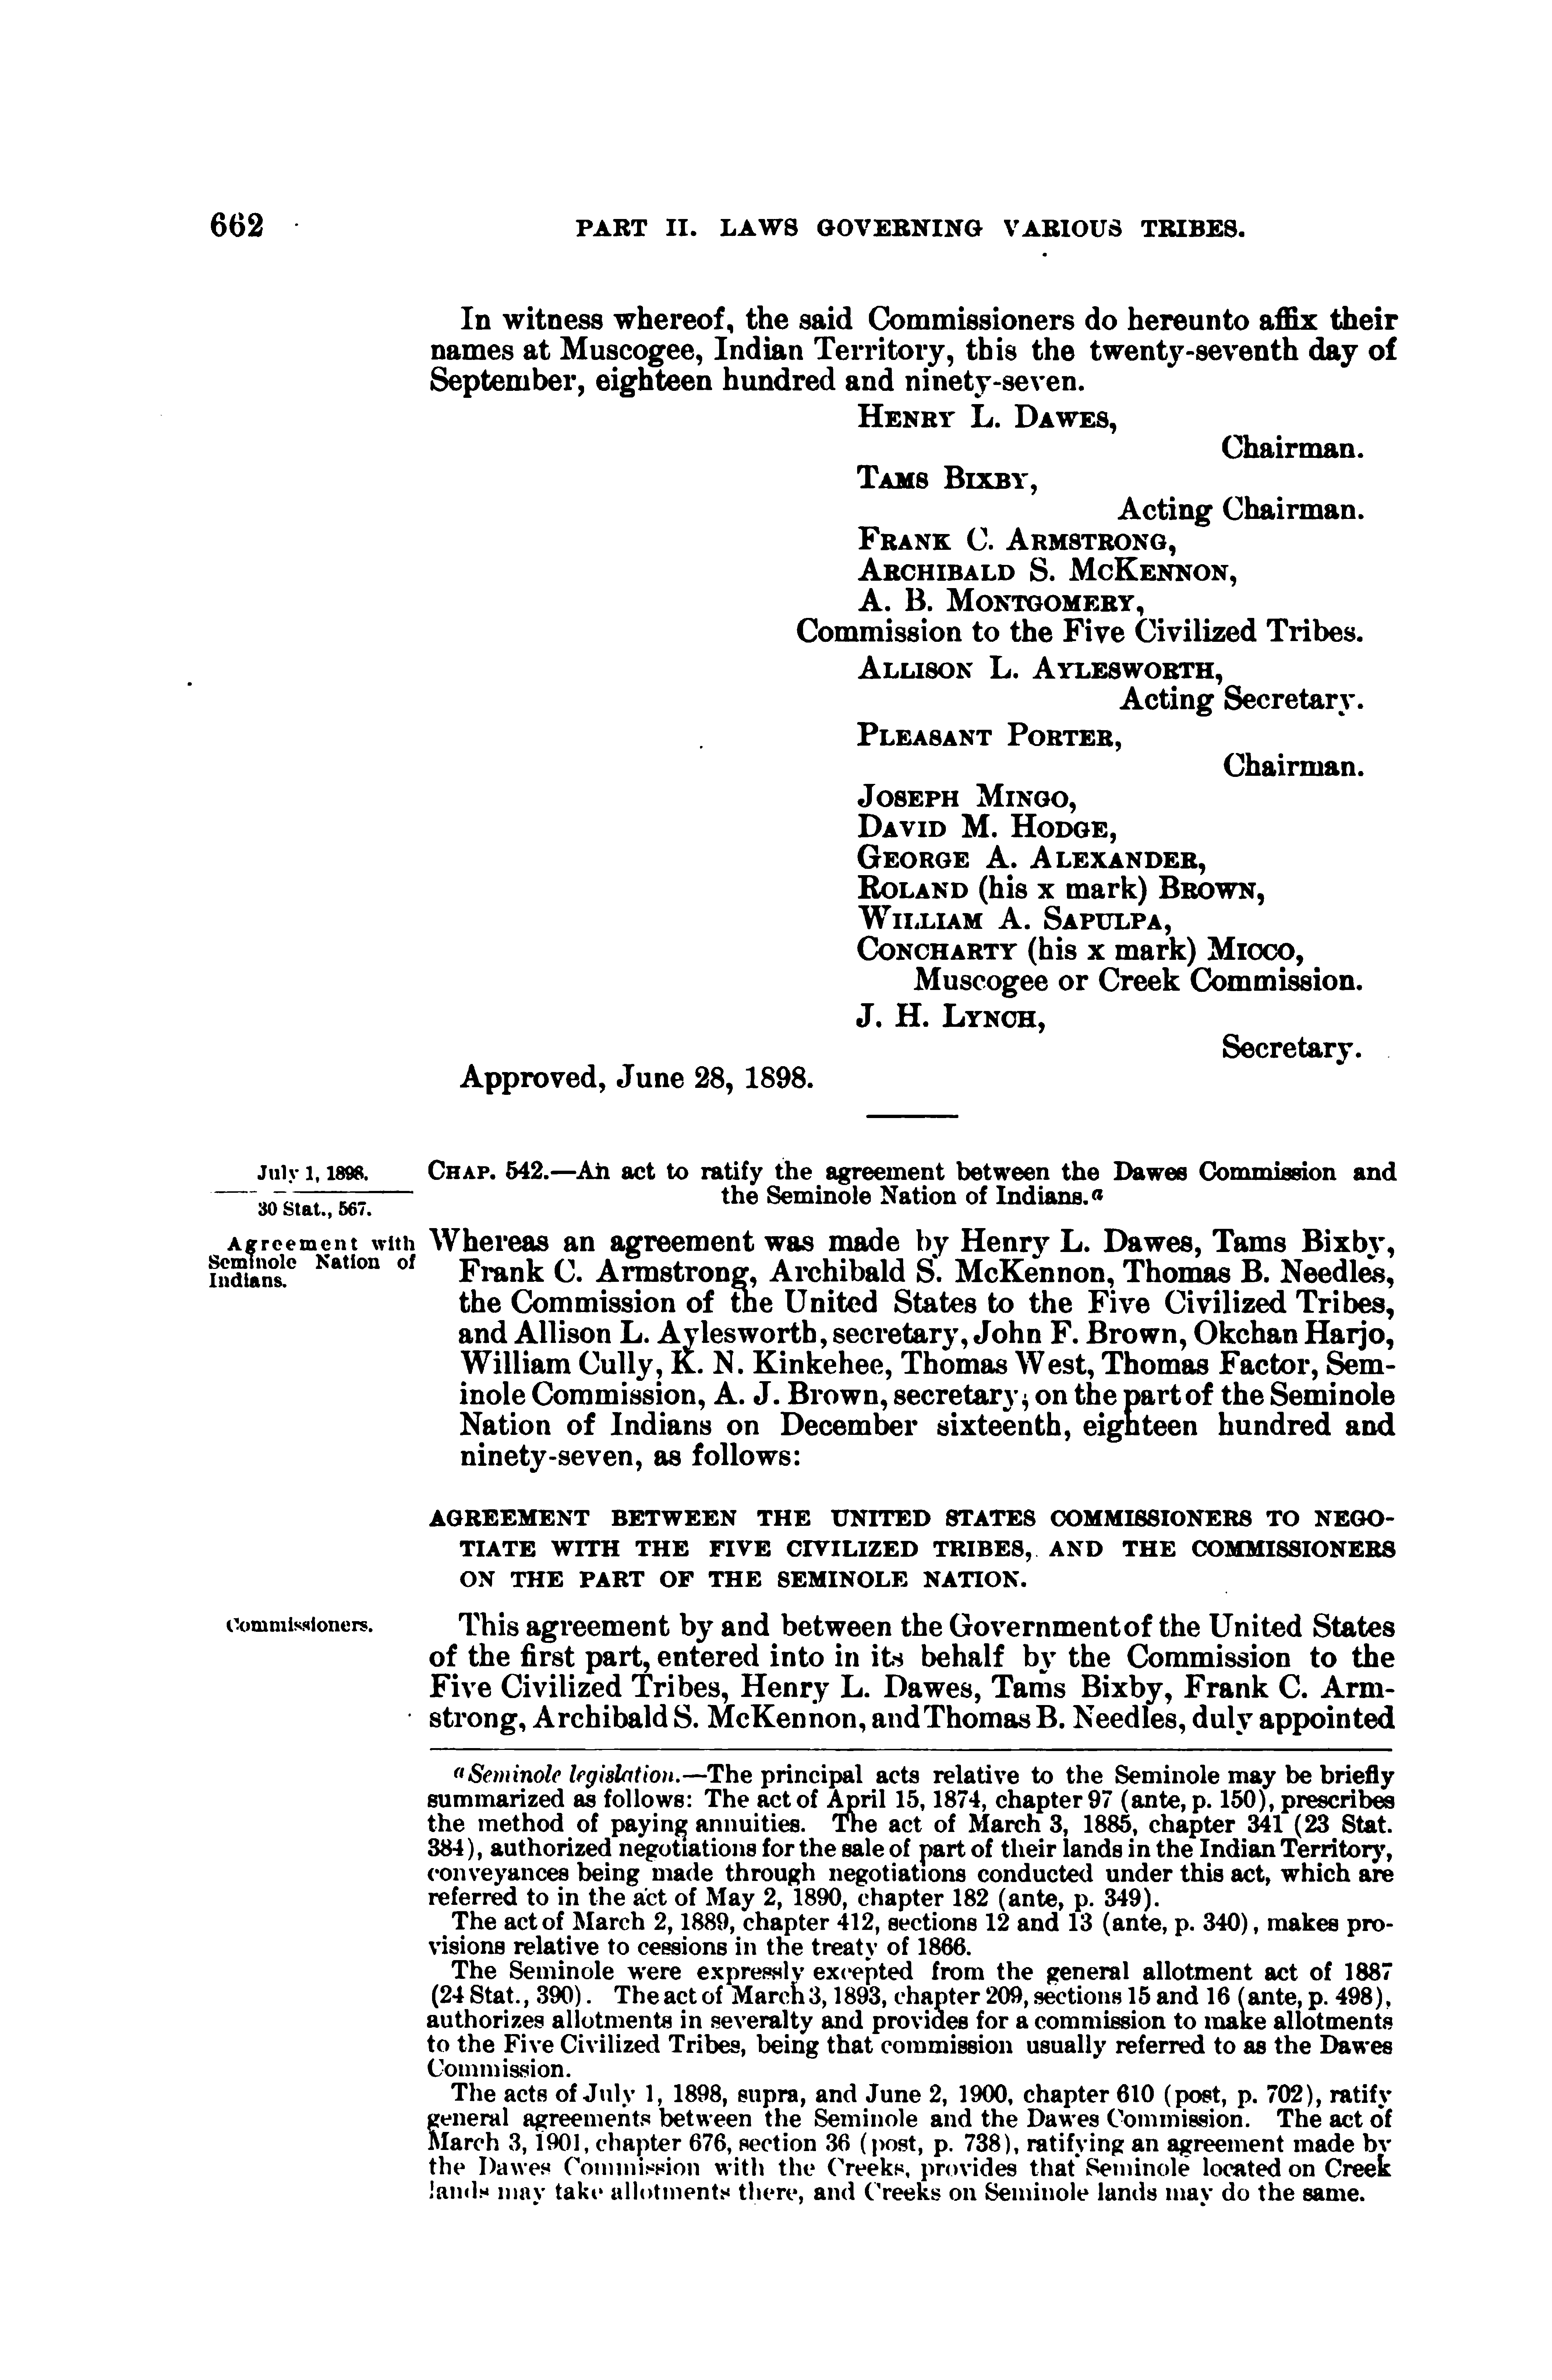 662
PART II. LAWS GOVERNING VARIOUS TRIBES.
In witness whereof, the said Commissioners do hereunto affix their
names at Muscogee, Indian Territory, this the twenty-seventh day of
September, eighteen hundred and ninety-seven.
HENRY L. DAWES,
Chairman.
TAMS BIXBY,
Acting Chairman.
FRANK C. ARMSTRONG,
ARCHIBALD S. MCKENNON,
A. B. MONTGOMERY,
Commission to the Five Civilized Tribes.
ALLISON L. AYLESWORTH,
Acting Secretary.
PLEASANT PORTER,
Chairman.
JOSEPH MINGO,
DAVID M. HODGE,
GEORGE A. ALEXANDER,
ROLAND (his x mark) BROWN,
WILLIAM A. SAPULPA,
CONCHARTY (his x mark) MICCO,
Muscogee or Creek Commission.
J. H. LYNCH,
Secretary.
Approved, June 28, 1898.
July 1, 1898.
30 Stat., 567.
CHAP. 542.—An act to ratify the agreement between the Dawes Commission and
the Seminole Nation of Indians.a
Agreement with
Seminole Nation of
Indians.
Whereas an agreement was made by Henry L. Dawes, Tams Bixby,
Frank C. Armstrong, Archibald S. McKennon, Thomas B. Needles,
the Commission of the United States to the Five Civilized Tribes,
and Allison L. Aylesworth, secretary, John F. Brown, Okchan Harjo,
William Cully, K. N. Kinkehee, Thomas West, Thomas Factor, Sem-
inole Commission, A. J. Brown, secretary; on the part of the Seminole
Nation of Indians on December sixteenth, eighteen hundred and
ninety-seven, as follows:
AGREEMENT BETWEEN THE UNITED STATES COMMISSIONERS TO NEGO-
TIATE WITH THE FIVE CIVILIZED TRIBES, AND THE COMMISSIONERS
ON THE PART OF THE SEMINOLE NATION.
Commissioners.
This agreement by and between the Government of the United States
of the first part, entered into in its behalf by the Commission to the
Five Civilized Tribes, Henry L. Dawes, Tams Bixby, Frank C. Arm-
strong, Archibald S. McKennon, and Thomas B. Needles, duly appointed
a Seminole legislation.—The principal acts relative to the Seminole may be briefly
summarized as follows: The act of April 15, 1874, chapter 97 (ante, p. 150), prescribes
the method of paying annuities. The act of March 3, 1885, chapter 341 (23 Stat.
384), authorized negotiations for the sale of part of their lands in the Indian Territory,
conveyances being made through negotiations conducted under this act, which are
referred to in the act of May 2, 1890, chapter 182 (ante, p. 349).
The act of March 2, 1889, chapter 412, sections 12 and 13 (ante, p. 340), makes pro-
visions relative to cessions in the treaty of 1866.
The Seminole were expressly excepted from the general allotment act of 1887
(24 Stat., 390). The act of March 3, 1893, chapter 209, sections 15 and 16 (ante, p. 498),
authorizes allotments in severalty and provides for a commission to make allotments
to the Five Civilized Tribes, being that commission usually referred to as the Dawes
Commission.
The acts of July 1, 1898, supra, and June 2, 1900, chapter 610 (post, p. 702), ratify
general agreements between the Seminole and the Dawes Commission. The act of
March 3, 1901, chapter 676, section 36 (post, p. 738), ratifying an agreement made by
the Dawes Commission with the Creeks, provides that Seminole located on Creek
lands may take allotments there, and Creeks on Seminole lands may do the same.